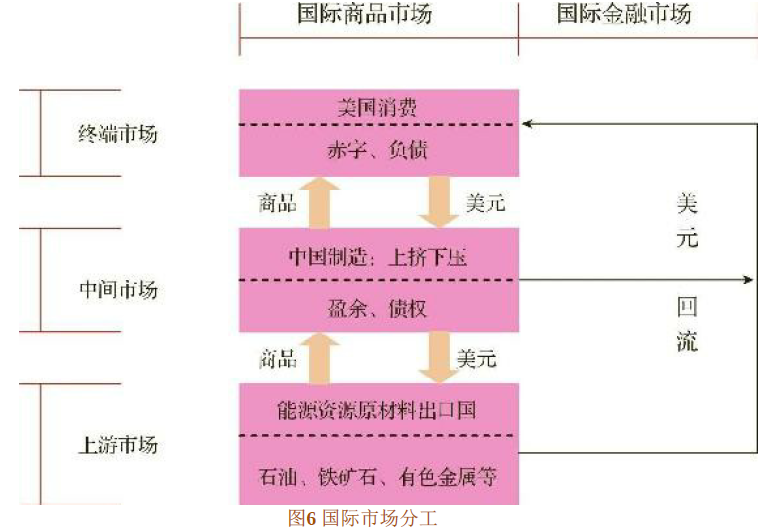 国际商品市场 国际金融市场
美国消费
终端市场
赤字、负债
商品 美元
美元
中国制造：上挤下压
中间市场
盈余、债权
回流
商品 美元
能源资源原材料出口国
上游市场
石油、铁矿石、有色金属等
图6 国际市场分工